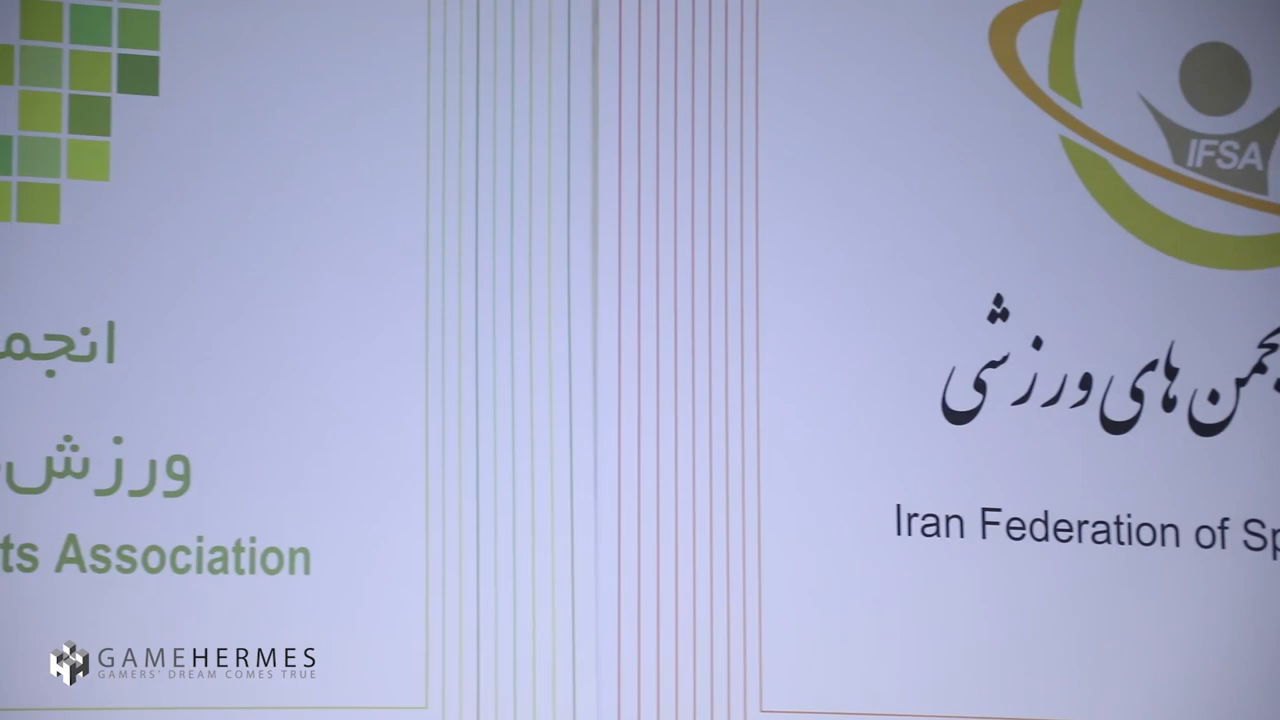 IFSA
انجم
ورزش
ts Association
جمن های ورزشی
Iran Federation of Sp
GAMEHERMES
GAMERS' DREAM COMES TRUE